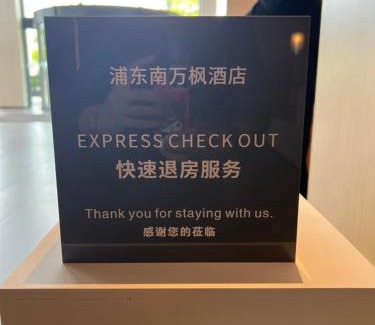 浦东南万枫酒店
EXPRESS CHECK OUT
快速退房服务
Thank you for staying with us.
感谢您的莅临